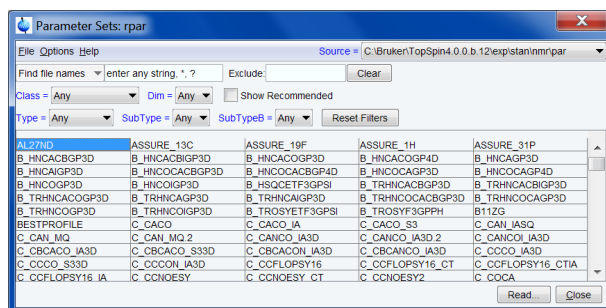 Parameter Sets: rpar
File Options Help Source = C:\Bruker\TopSpin4.0.0.b.12\exp\stan\nmr\par
Find file names enter any string, *, ? Exclude: Clear
Class = Any Dim = Any Show Recommended
Type = Any SubType = Any SubTypeB = Any Reset Filters
AL27ND ASSURE_13C ASSURE_19F ASSURE_1H ASSURE_31P
B_HNCACBGP3D B_HNCACBIGP3D B_HNCACOGP3D B_HNCACOGP4D B_HNCAGP3D
B_HNCAIGP3D B_HNCOCACBGP3D B_HNCOCACBGP4D B_HNCOCAGP3D B_HNCOCAGP4D
B_HNCOGP3D B_HNCOIGP3D B_HSQCETF3GPSI B_TRHNCACBGP3D B_TRHNCACBIGP3D
B_TRHNCACOGP3D B_TRHNCAGP3D B_TRHNCAIGP3D B_TRHNCOCACBGP3D B_TRHNCOCAGP3D
B_TRHNCOGP3D B_TRHNCOIGP3D B_TROSYETF3GPSI B_TROSYF3GPPH B11ZG
BESTPROFILE C_CACO C_CACO_IA C_CACO_S3 C_CAN_IASQ
C_CAN_MQ C_CAN_MQ.2 C_CANCO_IA3D C_CANCO_IA3D.2 C_CANCOI_IA3D
C_CBCACO_IA3D C_CBCACO_S33D C_CBCACON_IA3D C_CBCANCO_IA3D C_CCCO_IA3D
C_CCCO_S33D C_CCCON_IA3D C_CCFLOPSY16 C_CCFLOPSY16_CT C_CCFLOPSY16_CTIA
C_CCFLOPSY16_IA C_CCNOESY C_CCNOESY_CT C_CCNOESY2 C_COCA
Read... Close